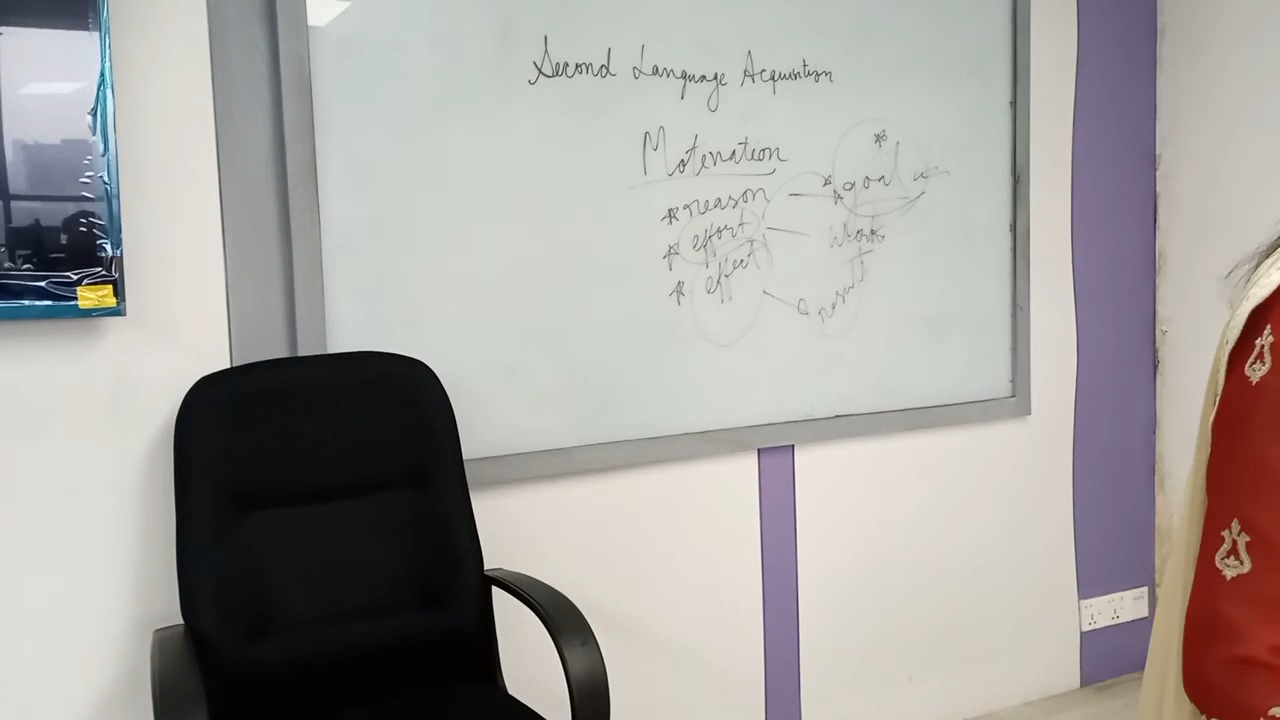 Second Language Acquisition
Motivation
* reason — * goal
* effort — Work
* effect — result